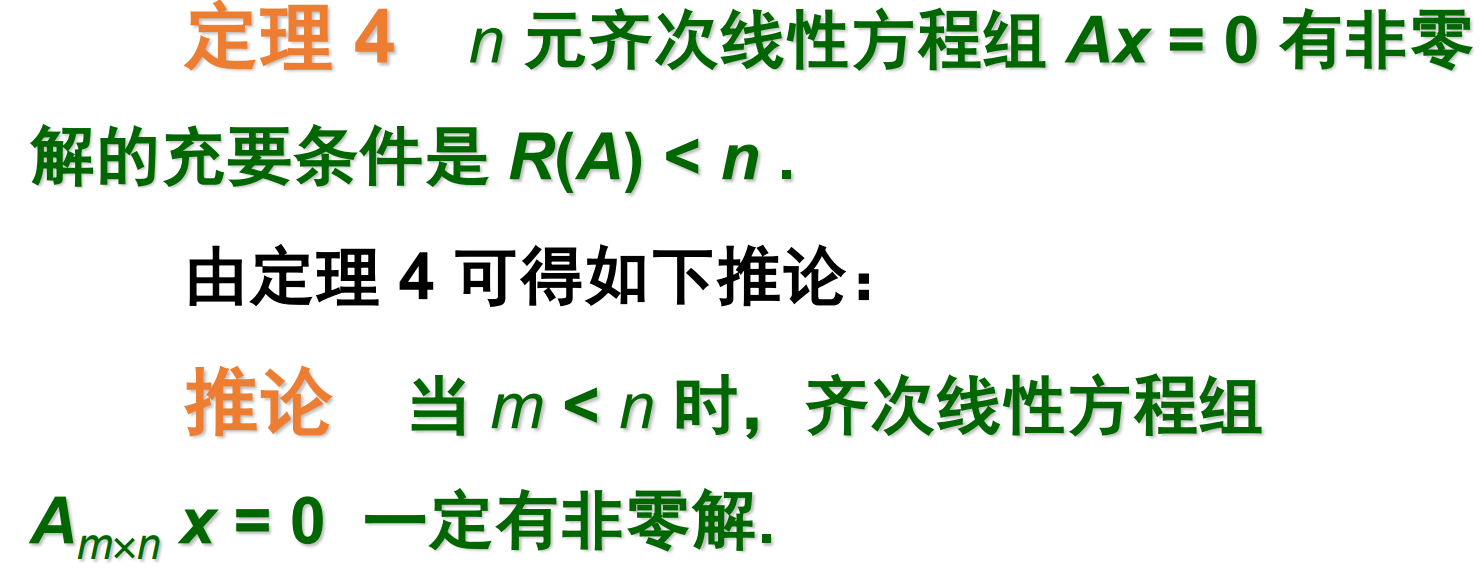 定理 4 n 元齐次线性方程组 Ax = 0 有非零
解的充要条件是 R(A) < n .
由定理 4 可得如下推论：
推论 当 m < n 时, 齐次线性方程组
Am×n x = 0 一定有非零解.